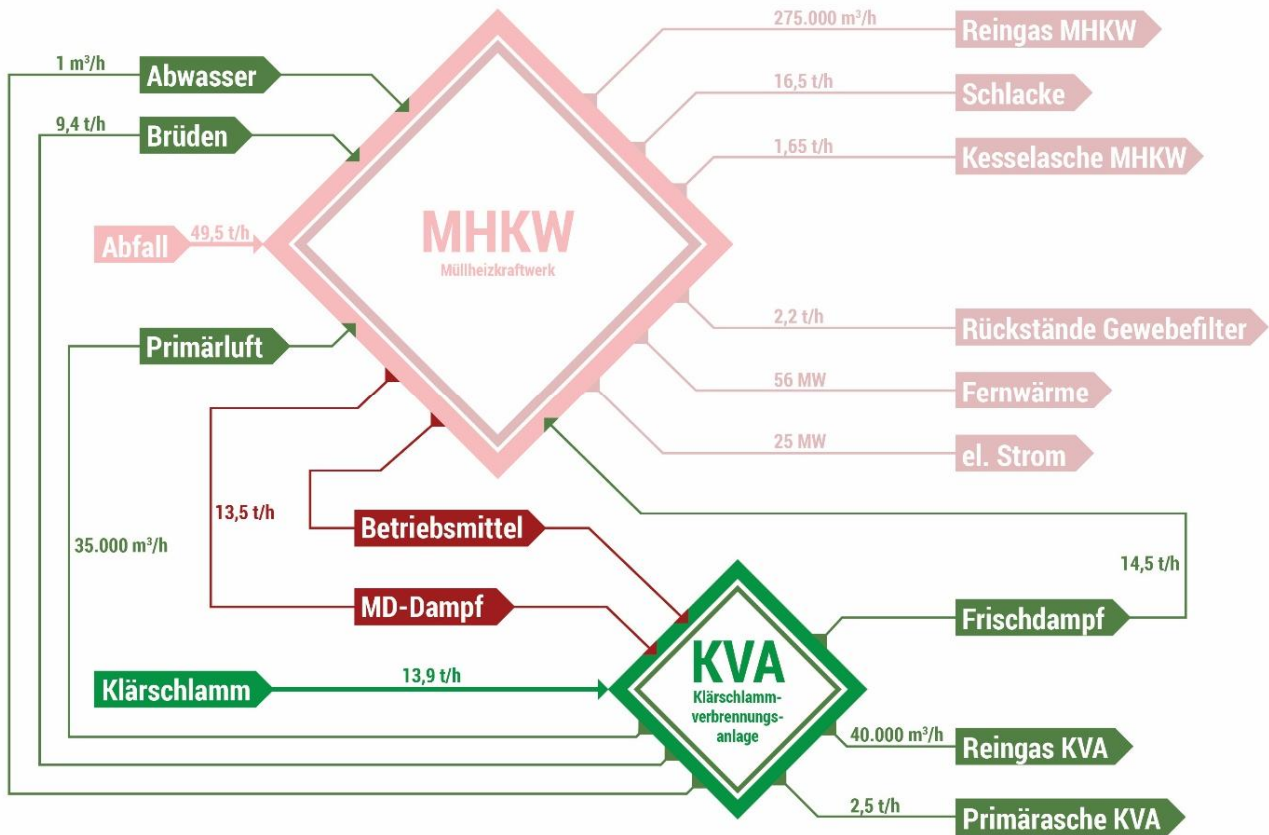 275.000 m³/h
Reingas MHKW
1 m³/h
Abwasser
16,5 t/h
Schlacke
9,4 t/h
Brüden
1,65 t/h
Kesselasche MHKW
MHKW
Müllheizkraftwerk
Abfall
49,5 t/h
2,2 t/h
Rückstände Gewebefilter
Primärluft
56 MW
Fernwärme
25 MW
el. Strom
13,5 t/h
Betriebsmittel
35.000 m³/h
14,5 t/h
MD-Dampf
Frischdampf
Klärschlamm
13,9 t/h
KVA
Klärschlamm-
verbrennungs-
anlage
40.000 m³/h
Reingas KVA
2,5 t/h
Primärasche KVA